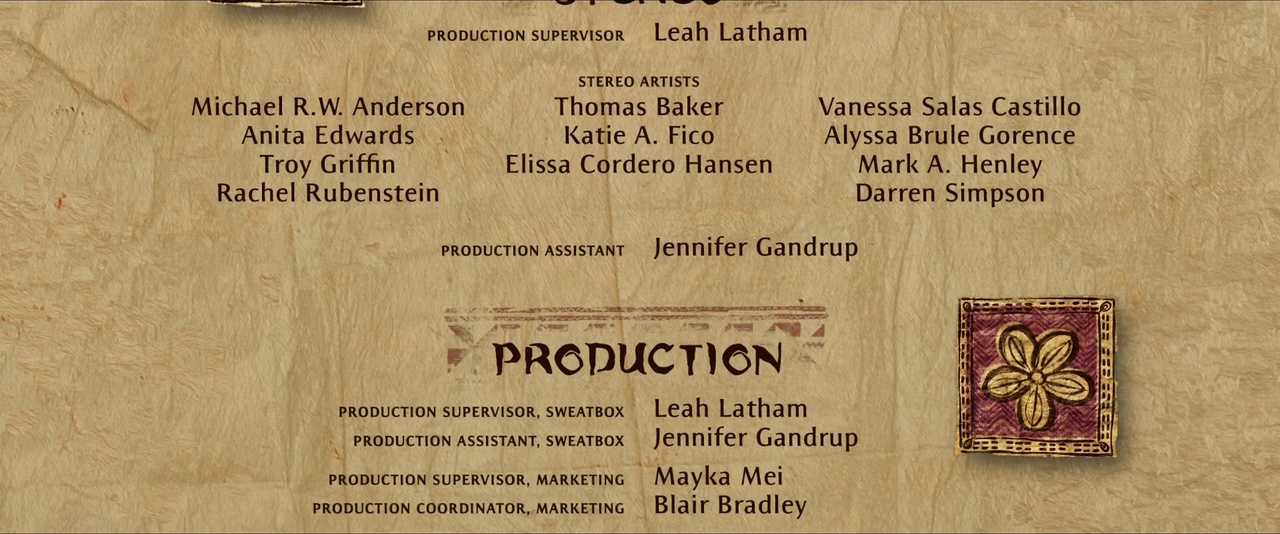 STEREO
PRODUCTION SUPERVISOR Leah Latham
STEREO ARTISTS
Michael R.W. Anderson Thomas Baker Vanessa Salas Castillo
Anita Edwards Katie A. Fico Alyssa Brule Gorence
Troy Griffin Elissa Cordero Hansen Mark A. Henley
Rachel Rubenstein Darren Simpson
PRODUCTION ASSISTANT Jennifer Gandrup
PRODUCTION
PRODUCTION SUPERVISOR, SWEATBOX Leah Latham
PRODUCTION ASSISTANT, SWEATBOX Jennifer Gandrup
PRODUCTION SUPERVISOR, MARKETING Mayka Mei
PRODUCTION COORDINATOR, MARKETING Blair Bradley